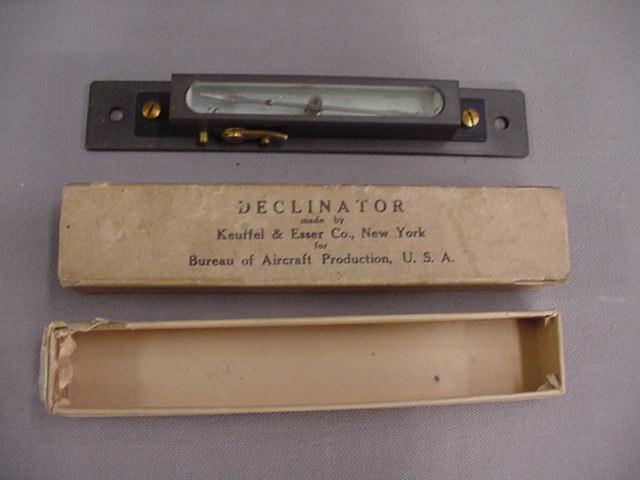 DECLINATOR
made by
Keuffel & Esser Co., New York
for
Bureau of Aircraft Production, U. S. A.